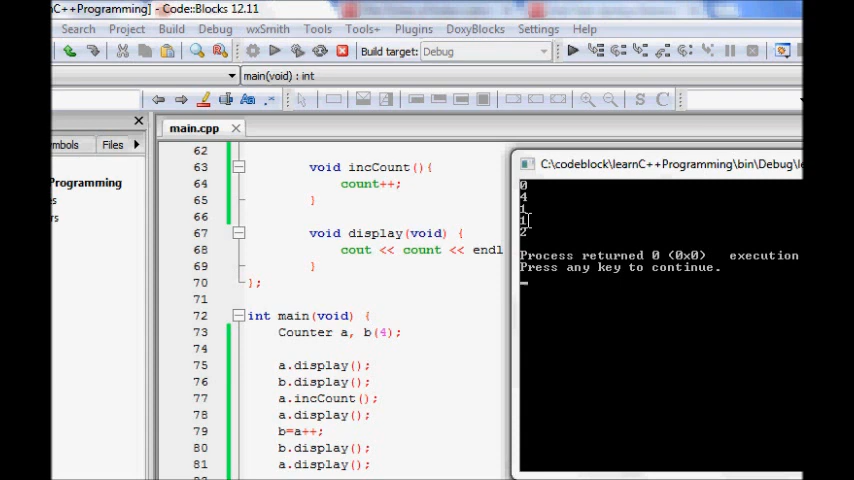 nC++Programming] - Code::Blocks 12.11
Search Project Build Debug wxSmith Tools Tools+ Plugins DoxyBlocks Settings Help
Build target: Debug
main(void) : int
main.cpp
mbols Files
Programming
62
63 void incCount(){
64 count++;
65 }
66
67 void display(void) {
68 cout << count << endl
69 }
70 };
71
72 int main(void) {
73 Counter a, b(4);
74
75 a.display();
76 b.display();
77 a.incCount();
78 a.display();
79 b=a++;
80 b.display();
81 a.display();
C:\codeblock\learnC++Programming\bin\Debug\le
0
4
1
1
2
Process returned 0 (0x0) execution
Press any key to continue.